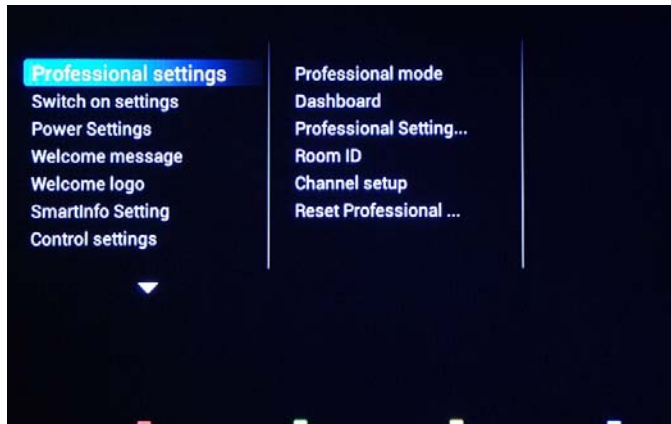 Professional settings
Switch on settings
Power Settings
Welcome message
Welcome logo
SmartInfo Setting
Control settings
Professional mode
Dashboard
Professional Setting...
Room ID
Channel setup
Reset Professional ...